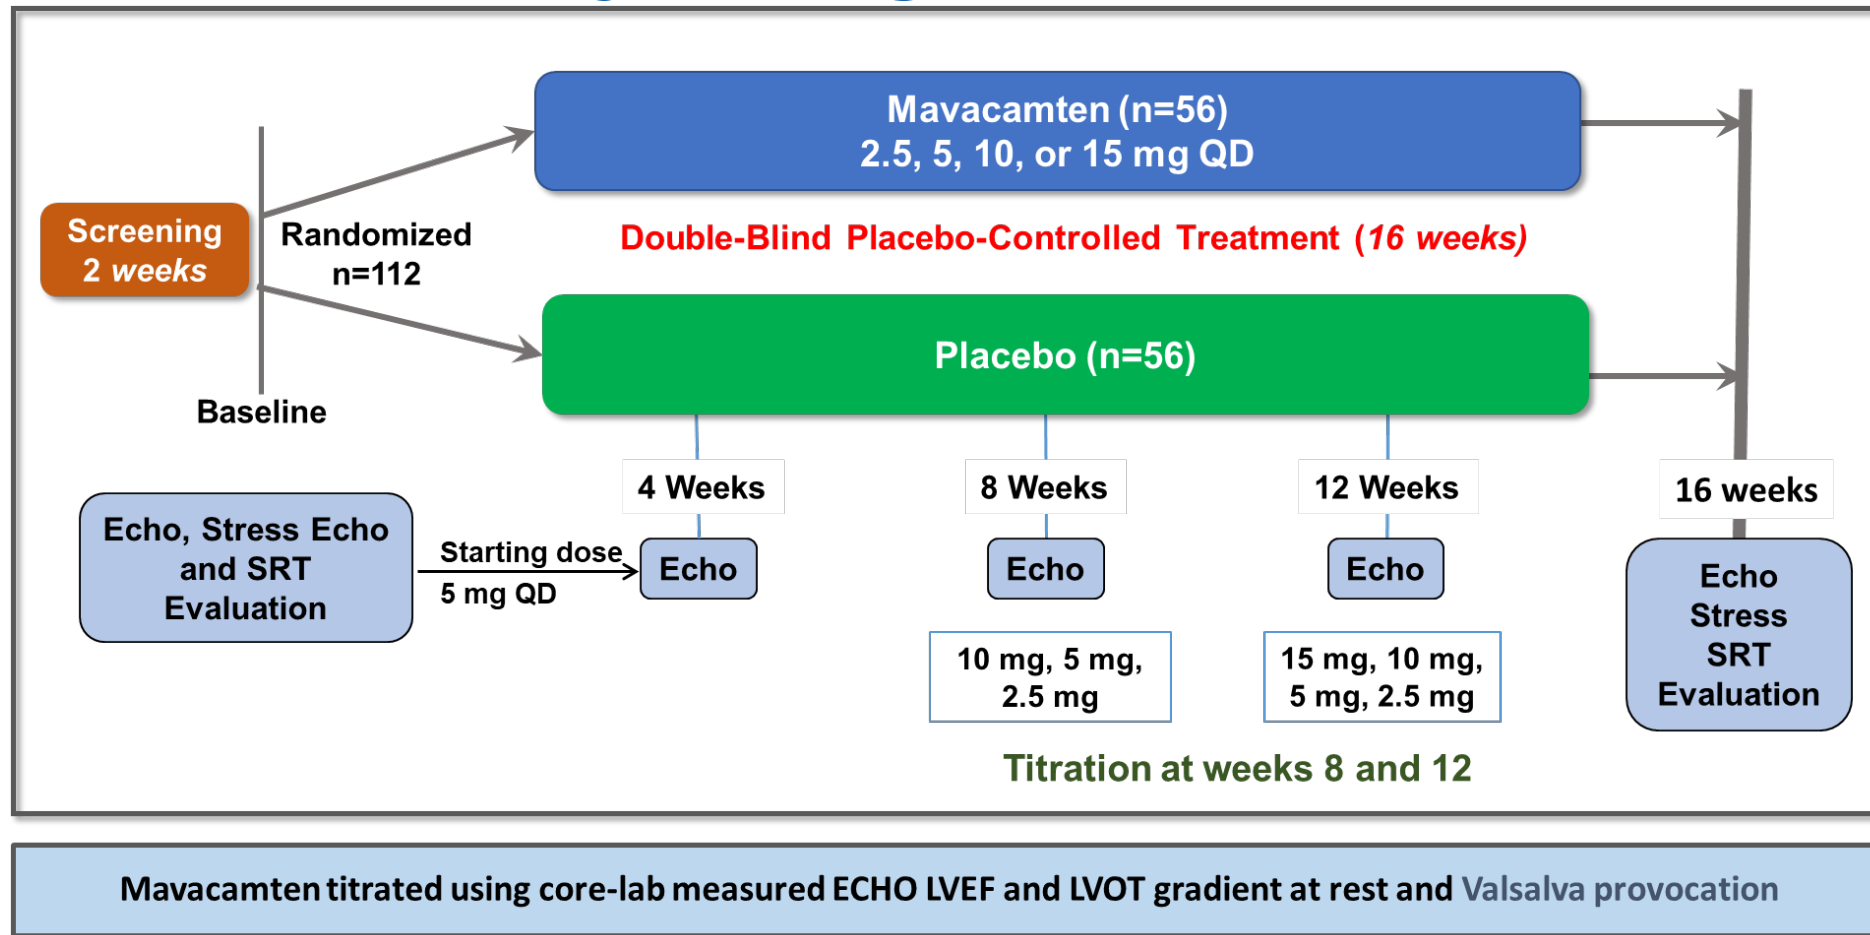 Mavacamten (n=56)
2.5, 5, 10, or 15 mg QD
Screening
2 weeks
Randomized
n=112
Double-Blind Placebo-Controlled Treatment (16 weeks)
Placebo (n=56)
Baseline
4 Weeks
8 Weeks
12 Weeks
16 weeks
Echo, Stress Echo
and SRT
Evaluation
Starting dose
5 mg QD
Echo
Echo
Echo
Echo
Stress
SRT
Evaluation
10 mg, 5 mg,
2.5 mg
15 mg, 10 mg,
5 mg, 2.5 mg
Titration at weeks 8 and 12
Mavacamten titrated using core-lab measured ECHO LVEF and LVOT gradient at rest and Valsalva provocation